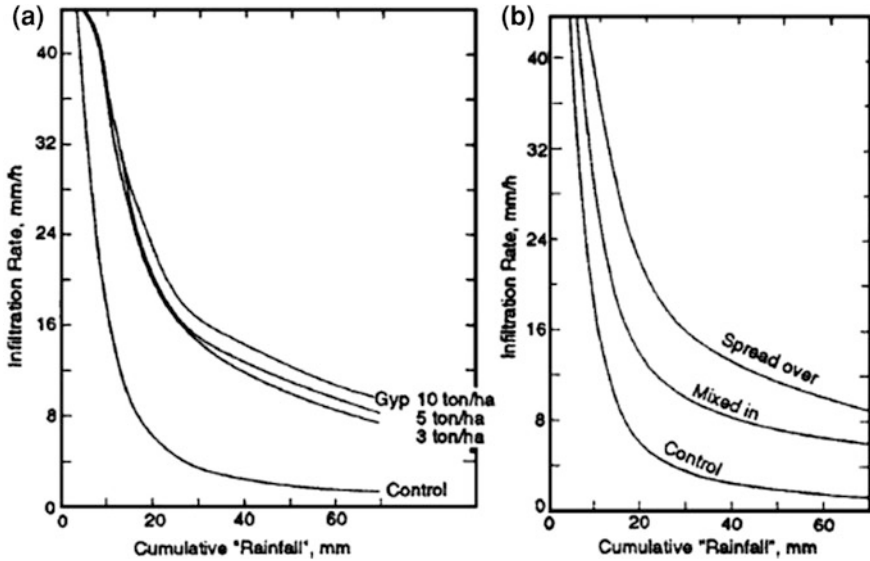 (a)
Infiltration Rate, mm/h
40
32
24
16
8
0
Gyp 10 ton/ha
5 ton/ha
3 ton/ha
Control
0 20 40 60 80
Cumulative "Rainfall", mm
(b)
Infiltration Rate, mm/h
40
32
24
16
8
0
Spread over
Mixed in
Control
0 20 40 60
Cumulative "Rainfall", mm